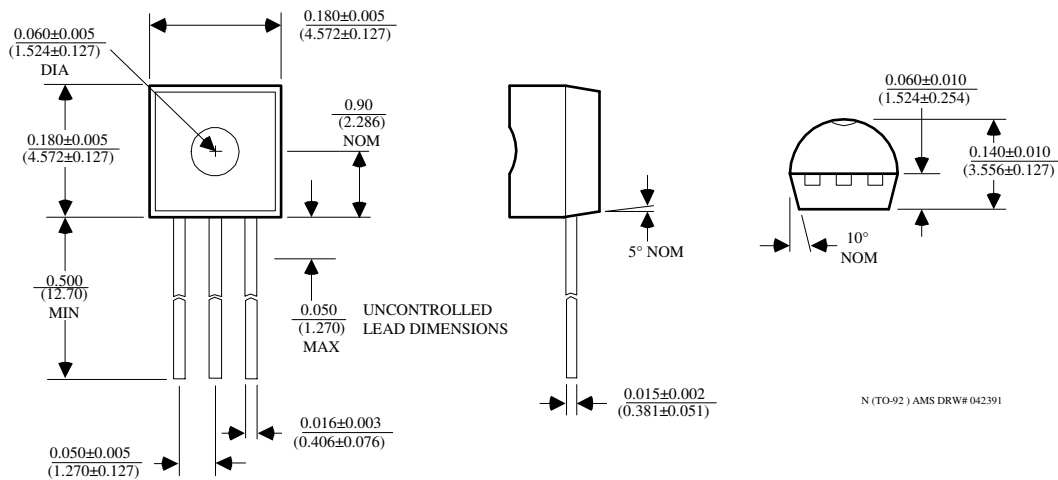 0.180±0.005
(4.572±0.127)
0.060±0.005
(1.524±0.127)
DIA
0.180±0.005
(4.572±0.127)
0.90
(2.286)
NOM
0.500
(12.70)
MIN
0.050
(1.270)
MAX
UNCONTROLLED
LEAD DIMENSIONS
0.016±0.003
(0.406±0.076)
0.050±0.005
(1.270±0.127)
5° NOM
0.015±0.002
(0.381±0.051)
0.060±0.010
(1.524±0.254)
0.140±0.010
(3.556±0.127)
10°
NOM
N (TO-92 ) AMS DRW# 042391